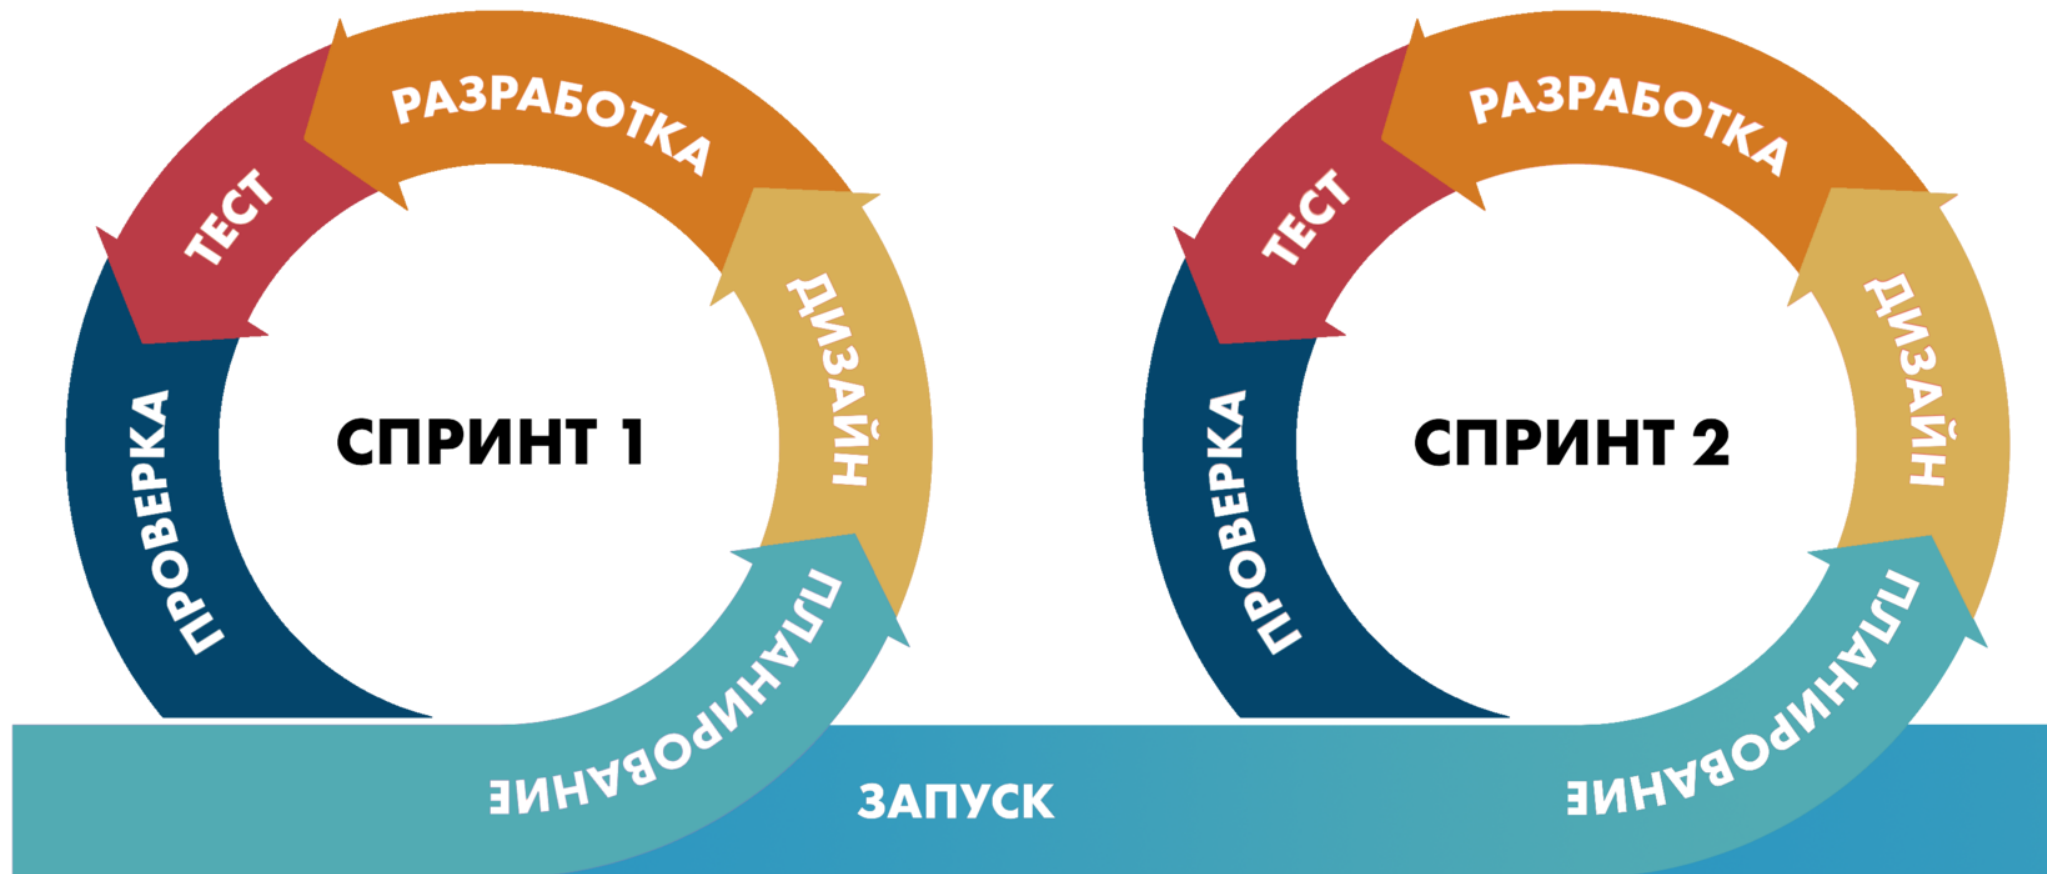 РАЗРАБОТКА
ТЕСТ
ДИЗАЙН
СПРИНТ 1
ПРОВЕРКА
ПЛАНИРОВАНИЕ
ЗАПУСК
РАЗРАБОТКА
ТЕСТ
ДИЗАЙН
СПРИНТ 2
ПРОВЕРКА
ПЛАНИРОВАНИЕ